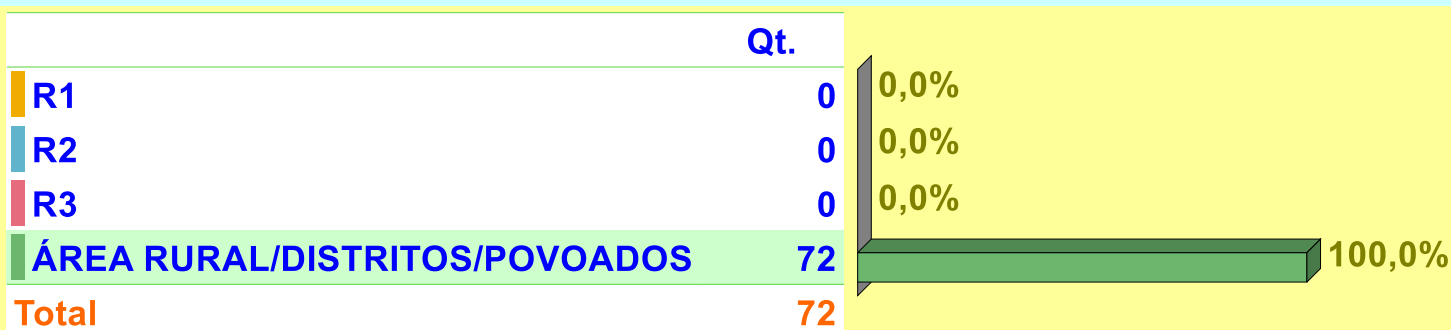 Qt.
R1 0 0,0%
R2 0 0,0%
R3 0 0,0%
ÁREA RURAL/DISTRITOS/POVOADOS 72 100,0%
Total 72